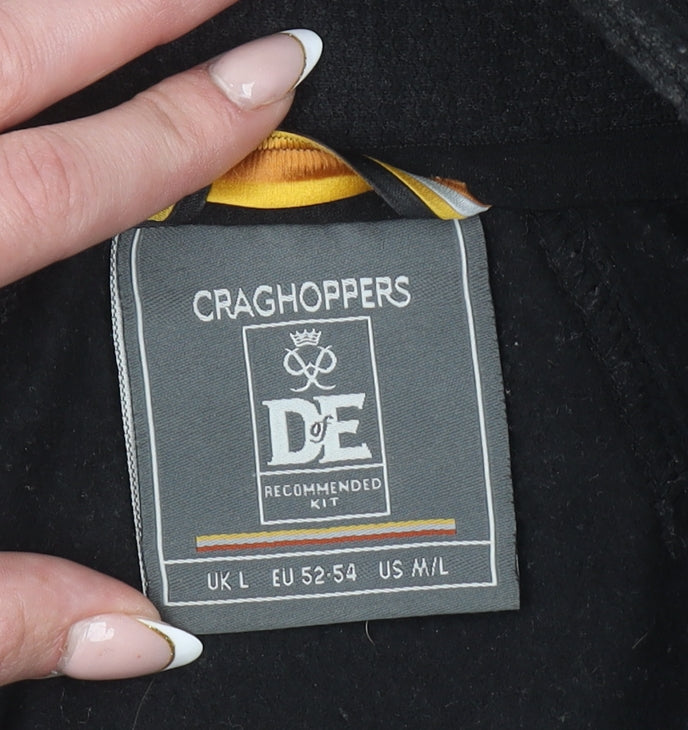 CRAGHOPPERS
DofE
RECOMMENDED
KIT
UK L EU 52-54 US M/L